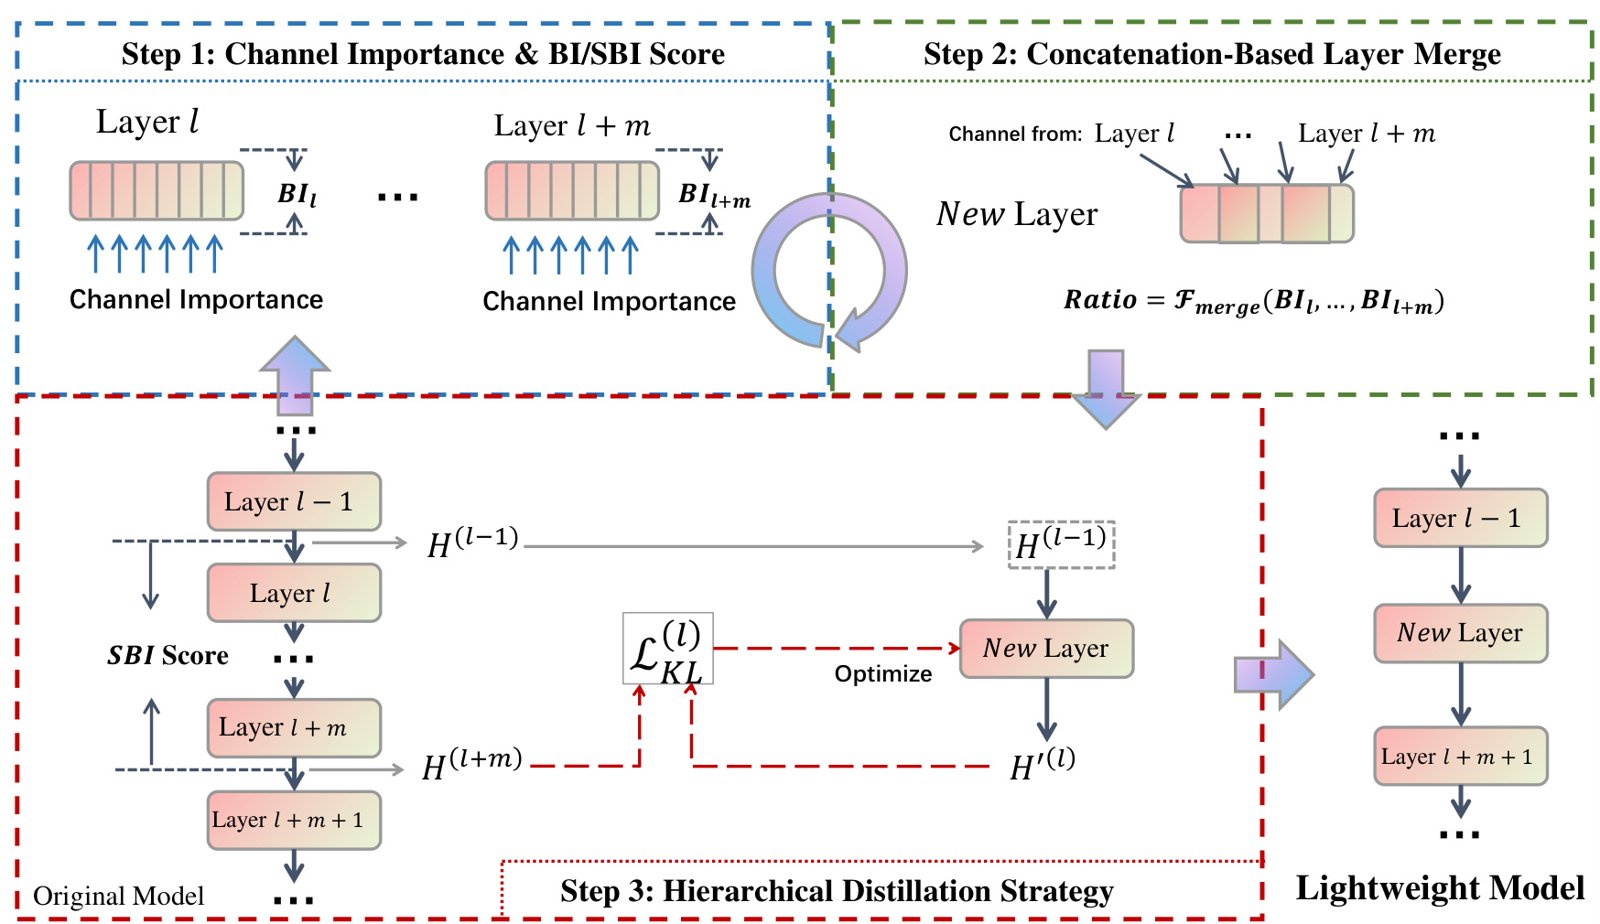 Step 1: Channel Importance & BI/SBI Score
Layer l
BI_l
...
Layer l + m
BI_{l+m}
Channel Importance
Channel Importance
Step 2: Concatenation-Based Layer Merge
Channel from: Layer l ... Layer l + m
New Layer
Ratio = ℱ_{merge}(BI_l, ..., BI_{l+m})
...
Layer l − 1
H^{(l−1)}
Layer l
SBI Score
...
Layer l + m
H^{(l+m)}
Layer l + m + 1
...
Original Model
H^{(l−1)}
ℒ_{KL}^{(l)}
Optimize
New Layer
H′^{(l)}
Step 3: Hierarchical Distillation Strategy
...
Layer l − 1
New Layer
Layer l + m + 1
...
Lightweight Model